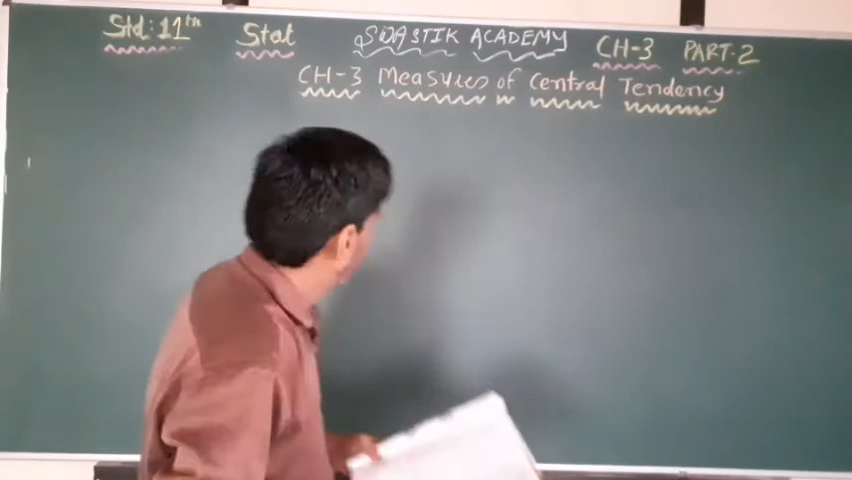 Std: 11th Stat SWASTIK ACADEMY CH-3 PART-2
CH-3 Measures of Central Tendency